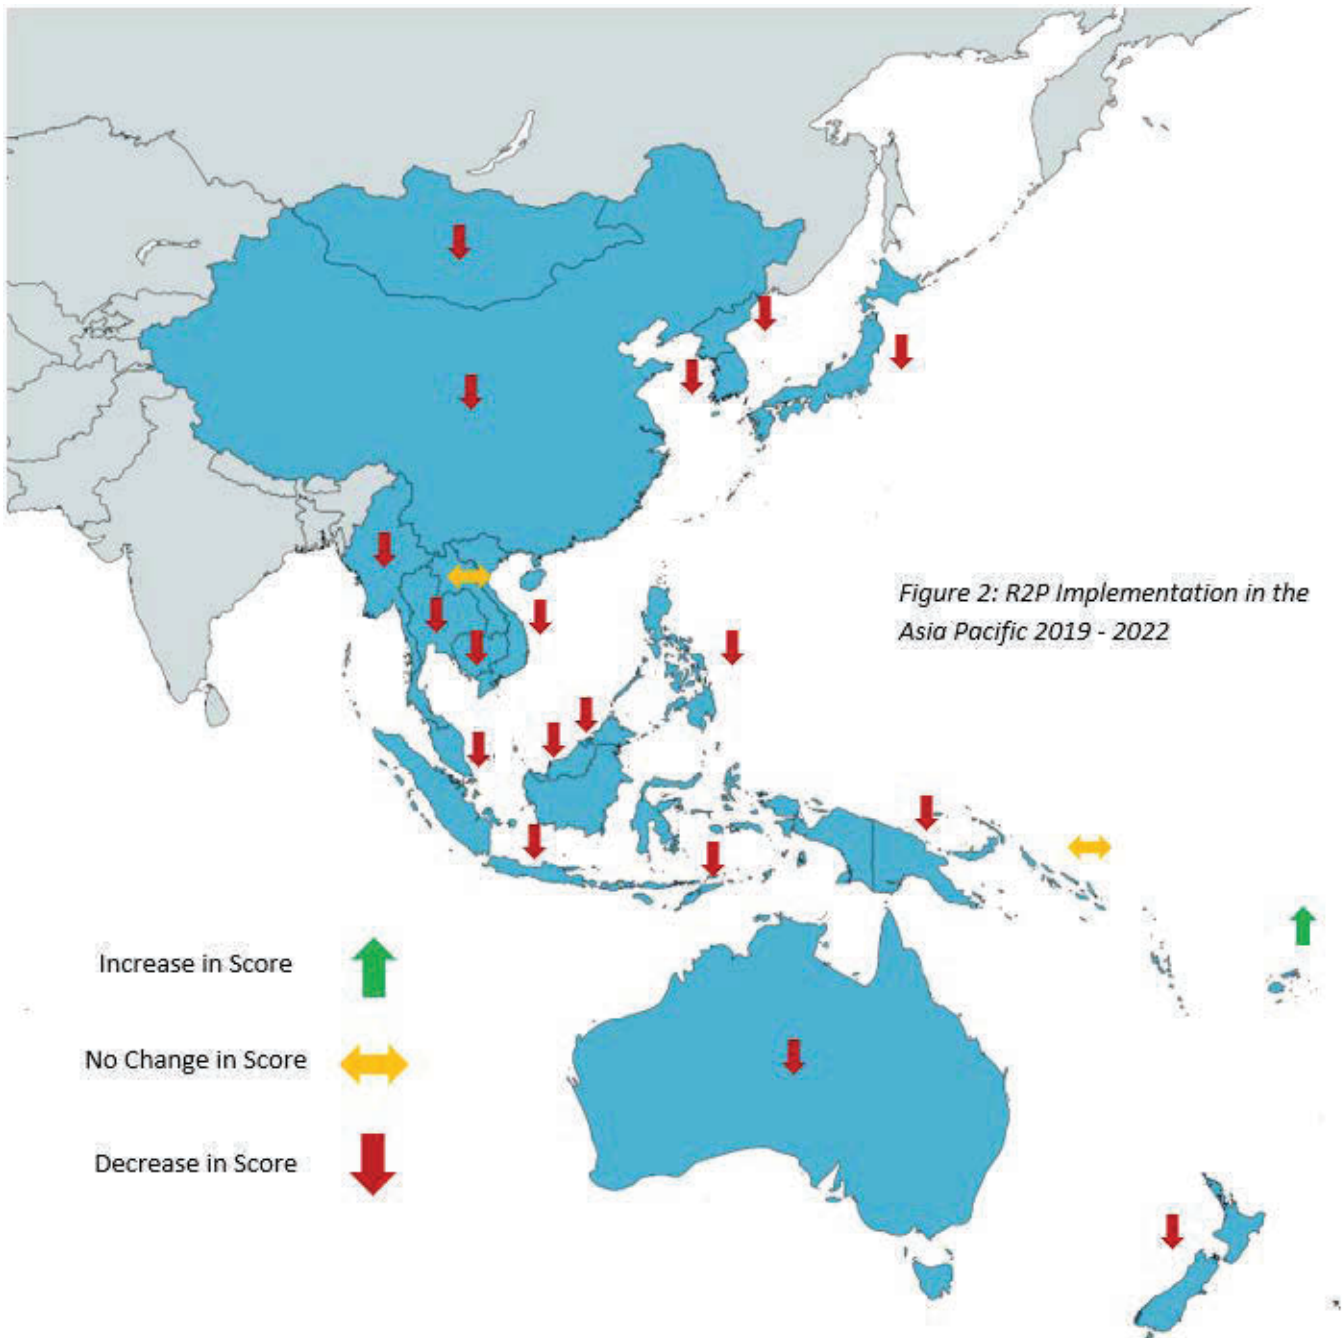 Figure 2: R2P Implementation in the
Asia Pacific 2019 - 2022
Increase in Score
No Change in Score
Decrease in Score